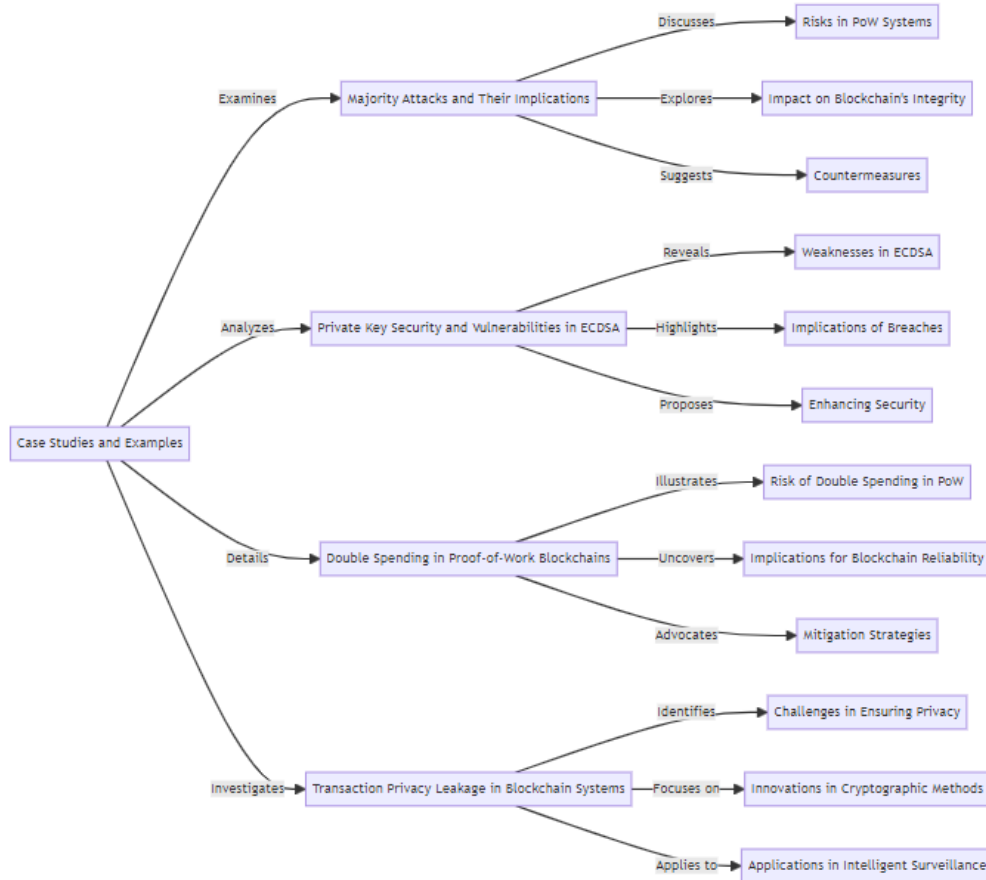 Discusses
Risks in PoW Systems
Examines
Majority Attacks and Their Implications
Explores
Impact on Blockchain's Integrity
Suggests
Countermeasures
Reveals
Weaknesses in ECDSA
Analyzes
Private Key Security and Vulnerabilities in ECDSA
Highlights
Implications of Breaches
Proposes
Enhancing Security
Case Studies and Examples
Illustrates
Risk of Double Spending in PoW
Details
Double Spending in Proof-of-Work Blockchains
Uncovers
Implications for Blockchain Reliability
Advocates
Mitigation Strategies
Identifies
Challenges in Ensuring Privacy
Investigates
Transaction Privacy Leakage in Blockchain Systems
Focuses on
Innovations in Cryptographic Methods
Applies to
Applications in Intelligent Surveillance